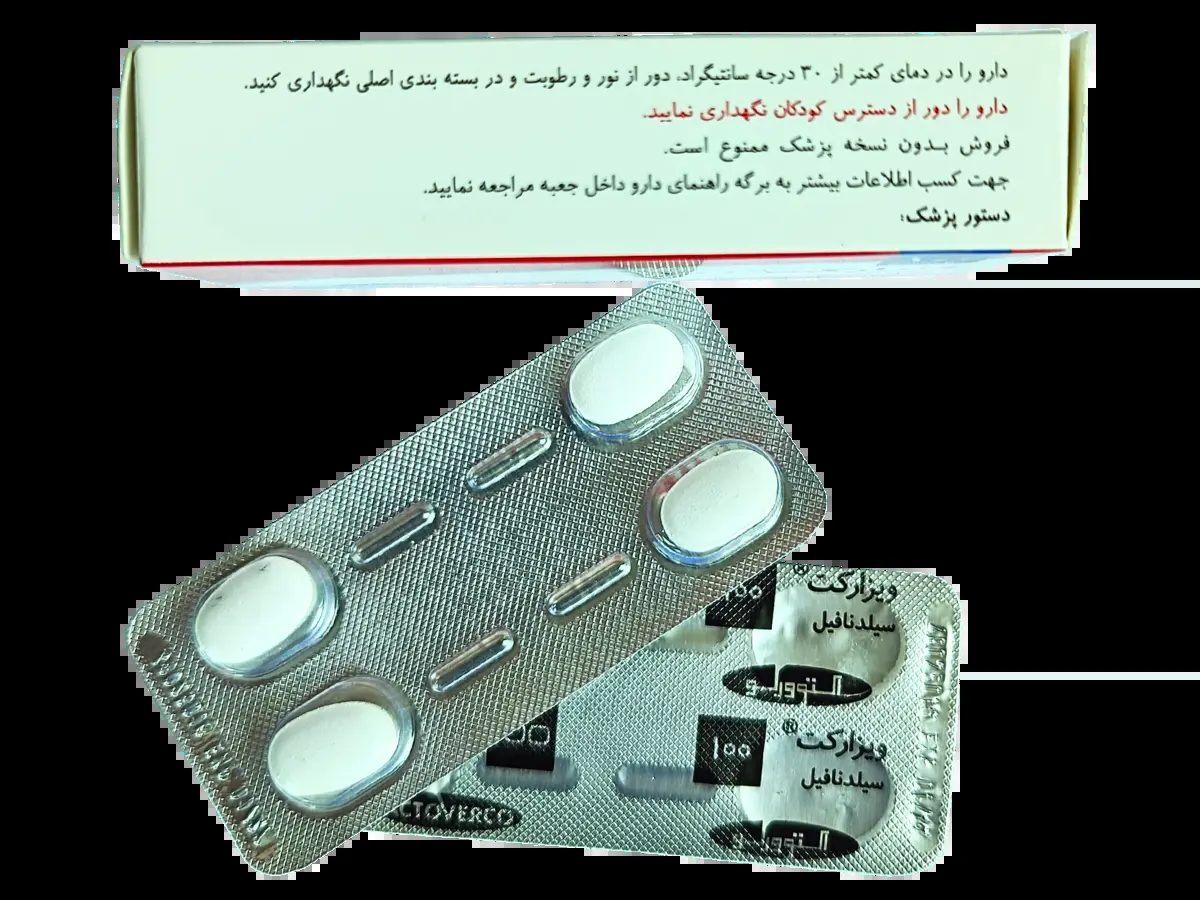 دارو را در دمای کمتر از ۳۰ درجه سانتیگراد، دور از نور و رطوبت و در بسته بندی اصلی نگهداری کنید.
دارو را دور از دسترس کودکان نگهداری نمایید.
فروش بدون نسخه پزشک ممنوع است.
جهت کسب اطلاعات بیشتر به برگه راهنمای دارو داخل جعبه مراجعه نمایید.
دستور پزشک:
ویزارکت®
۱۰۰
سیلدنافیل
اکتوورکو
ویزارکت®
۱۰۰
سیلدنافیل
اکتوورکو
ACTOVERCO